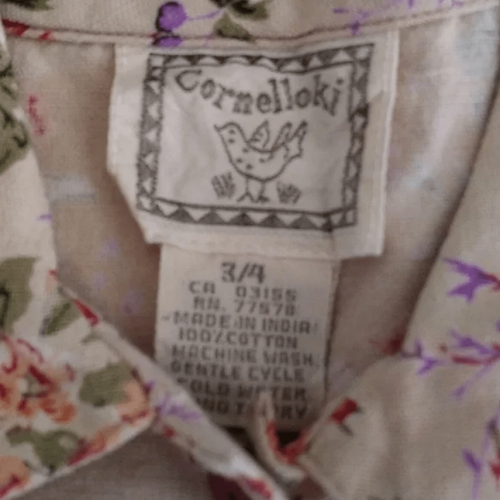 Cornelloki
3/4
CA 03155
RN. 77578
MADE IN INDIA
100% COTTON
MACHINE WASH
GENTLE CYCLE
COLD WATER